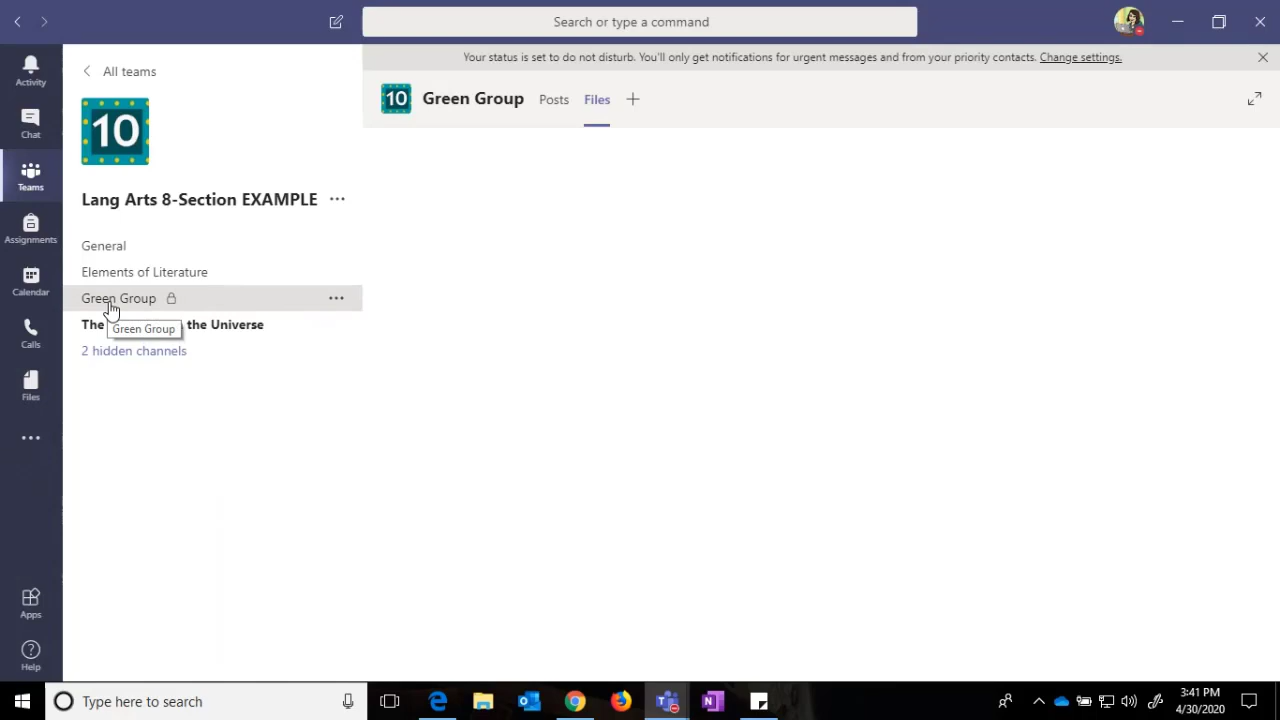 Search or type a command
Your status is set to do not disturb. You'll only get notifications for urgent messages and from your priority contacts. Change settings.
Activity
Chat
Teams
Assignments
Calendar
Calls
Files
Apps
Help
All teams
10
Lang Arts 8-Section EXAMPLE
General
Elements of Literature
Green Group
The
the Universe
Green Group
2 hidden channels
10
Green Group
Posts
Files
Type here to search
3:41 PM
4/30/2020